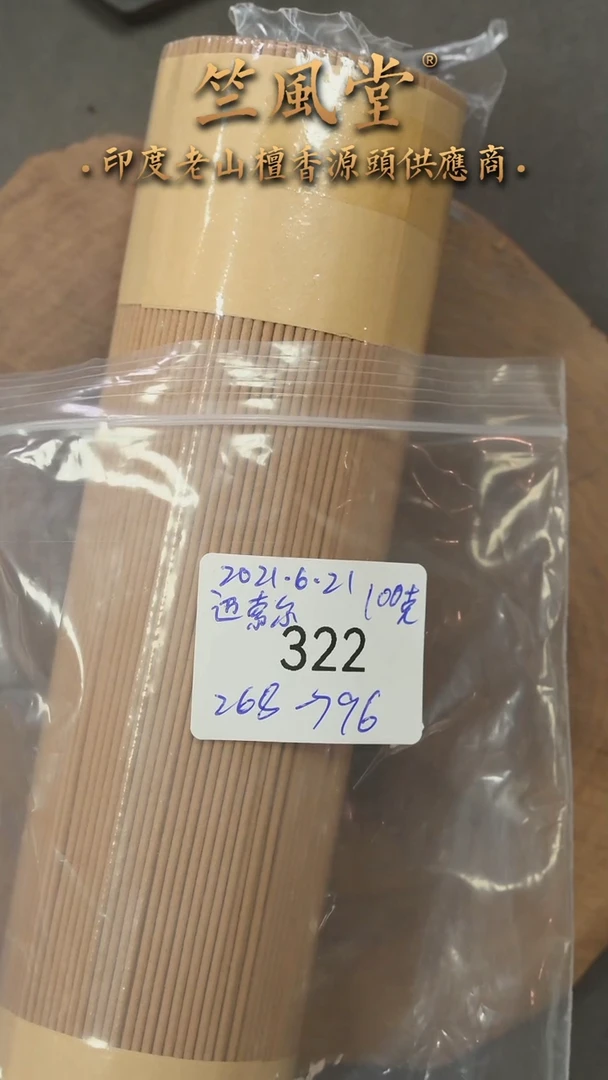 竺風堂®
·印度老山檀香源頭供應商·
2021.6.21
迈索尔 100克
322
268→796